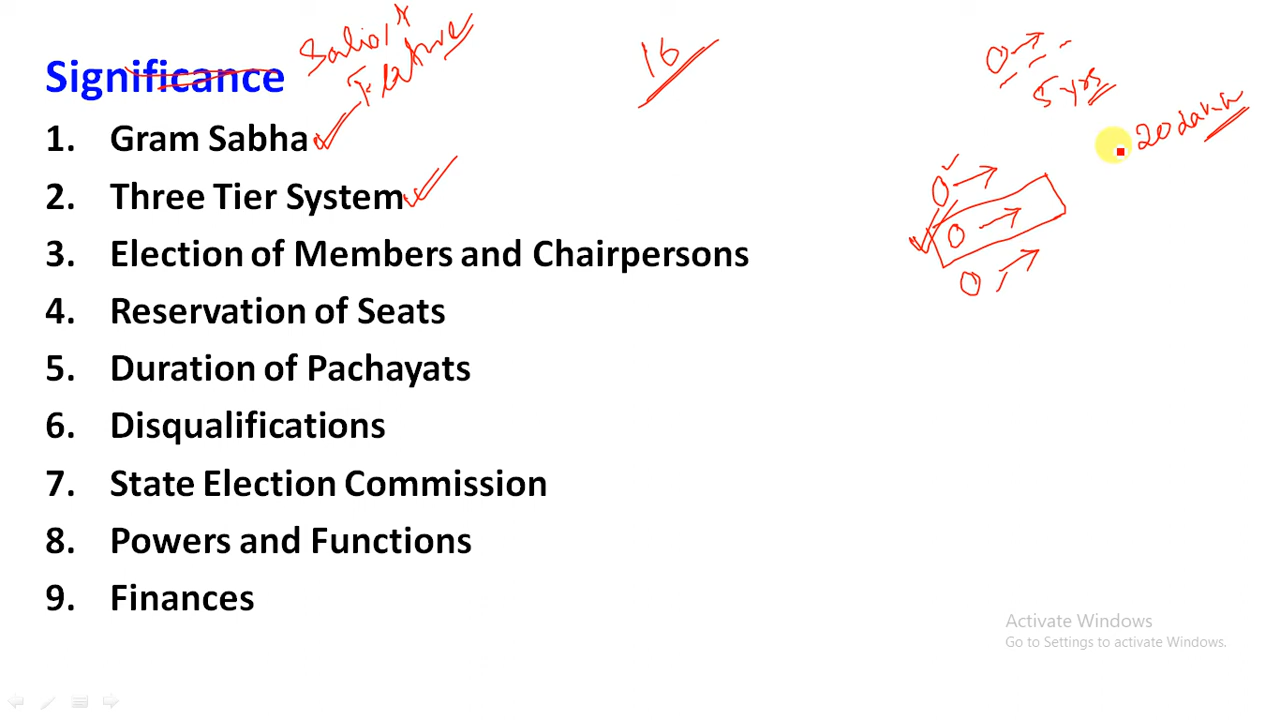 Significance
Feature
16
5 yrs
1. Gram Sabha
20 lakh
2. Three Tier System
3. Election of Members and Chairpersons
4. Reservation of Seats
5. Duration of Pachayats
6. Disqualifications
7. State Election Commission
8. Powers and Functions
9. Finances
Activate Windows
Go to Settings to activate Windows.